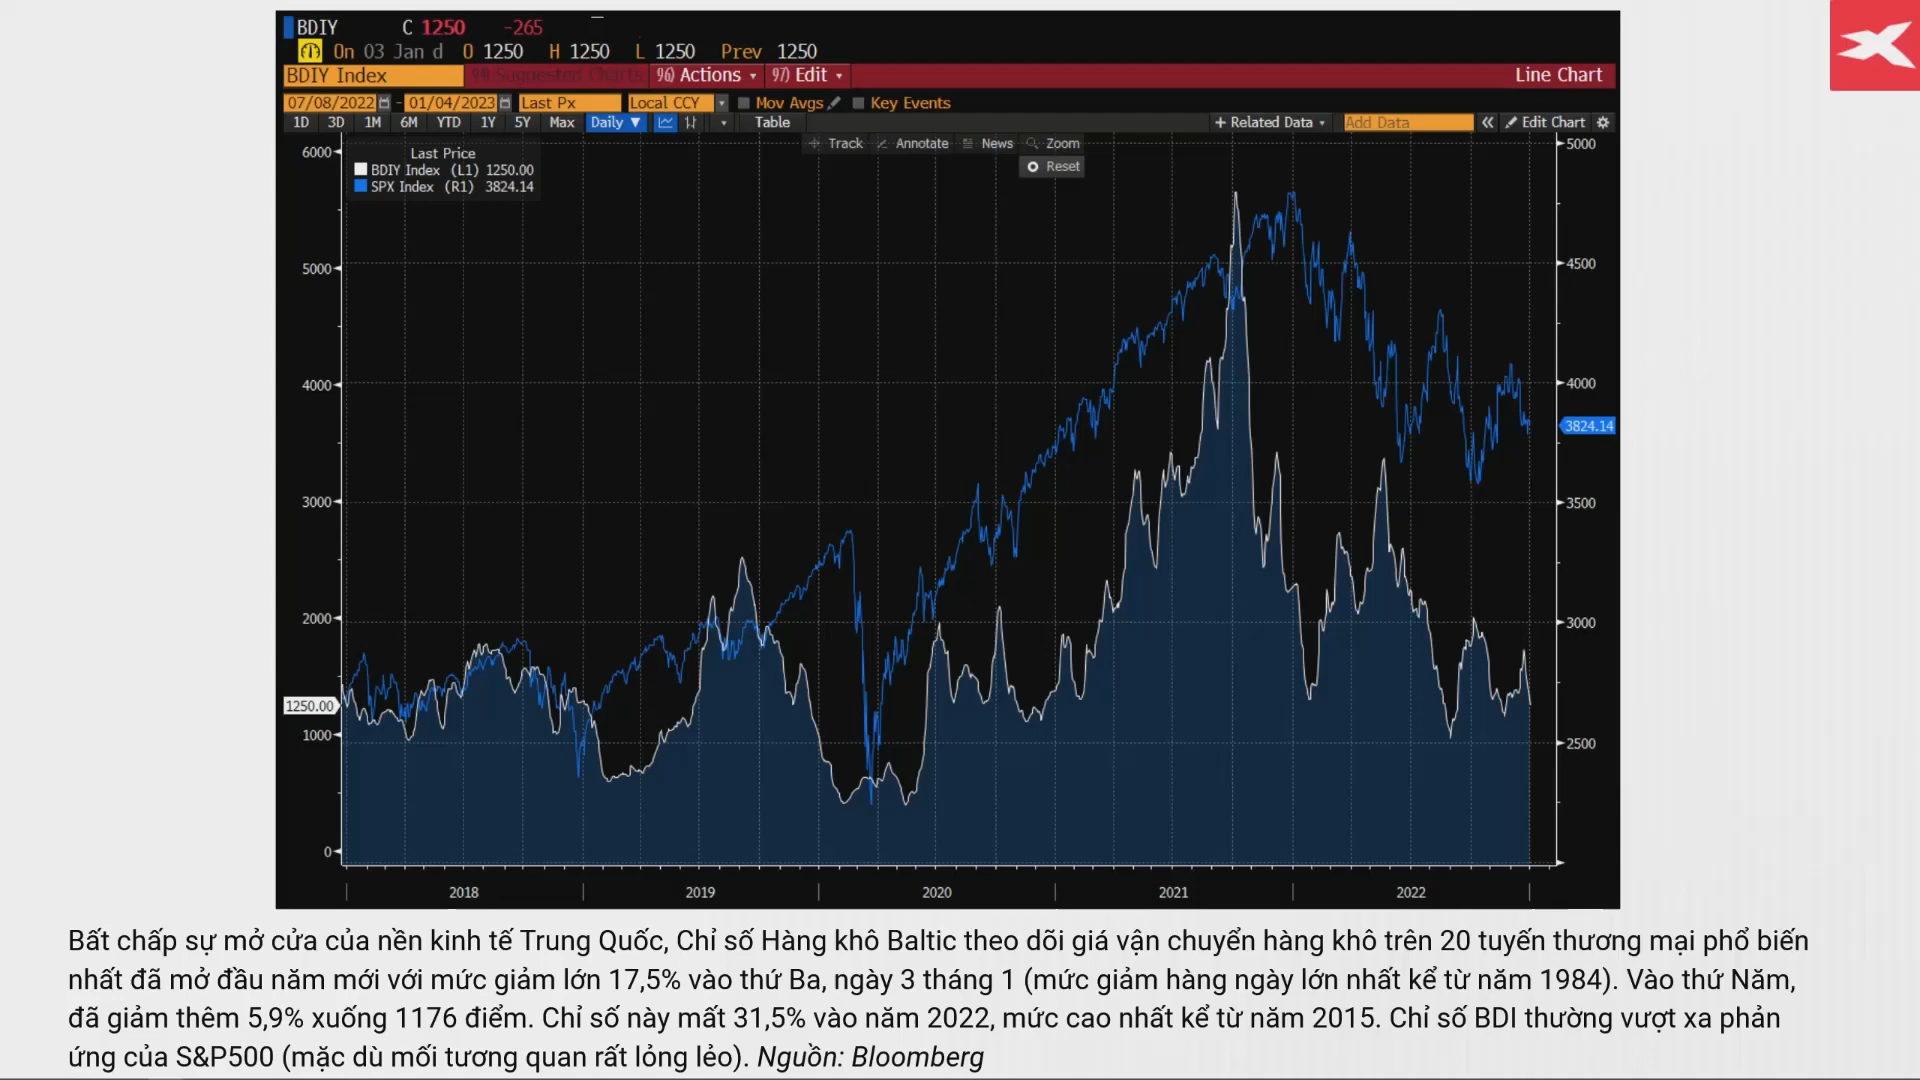 BDIY C 1250 -265
On 03 Jan d O 1250 H 1250 L 1250 Prev 1250
BDIY Index 94) Suggested Charts 96) Actions 97) Edit Line Chart
07/08/2022 - 01/04/2023 Last Px Local CCY Mov Avgs Key Events
1D 3D 1M 6M YTD 1Y 5Y Max Daily ▼ Table + Related Data Add Data « Edit Chart
Track Annotate News Zoom
Reset
Last Price
BDIY Index (L1) 1250.00
SPX Index (R1) 3824.14
6000
5000
4000
3000
2000
1250.00
1000
0
5000
4500
4000
3824.14
3500
3000
2500
2018 2019 2020 2021 2022
Bất chấp sự mở cửa của nền kinh tế Trung Quốc, Chỉ số Hàng khô Baltic theo dõi giá vận chuyển hàng khô trên 20 tuyến thương mại phổ biến
nhất đã mở đầu năm mới với mức giảm lớn 17,5% vào thứ Ba, ngày 3 tháng 1 (mức giảm hàng ngày lớn nhất kể từ năm 1984). Vào thứ Năm,
đã giảm thêm 5,9% xuống 1176 điểm. Chỉ số này mất 31,5% vào năm 2022, mức cao nhất kể từ năm 2015. Chỉ số BDI thường vượt xa phản
ứng của S&P500 (mặc dù mối tương quan rất lỏng lẻo). Nguồn: Bloomberg